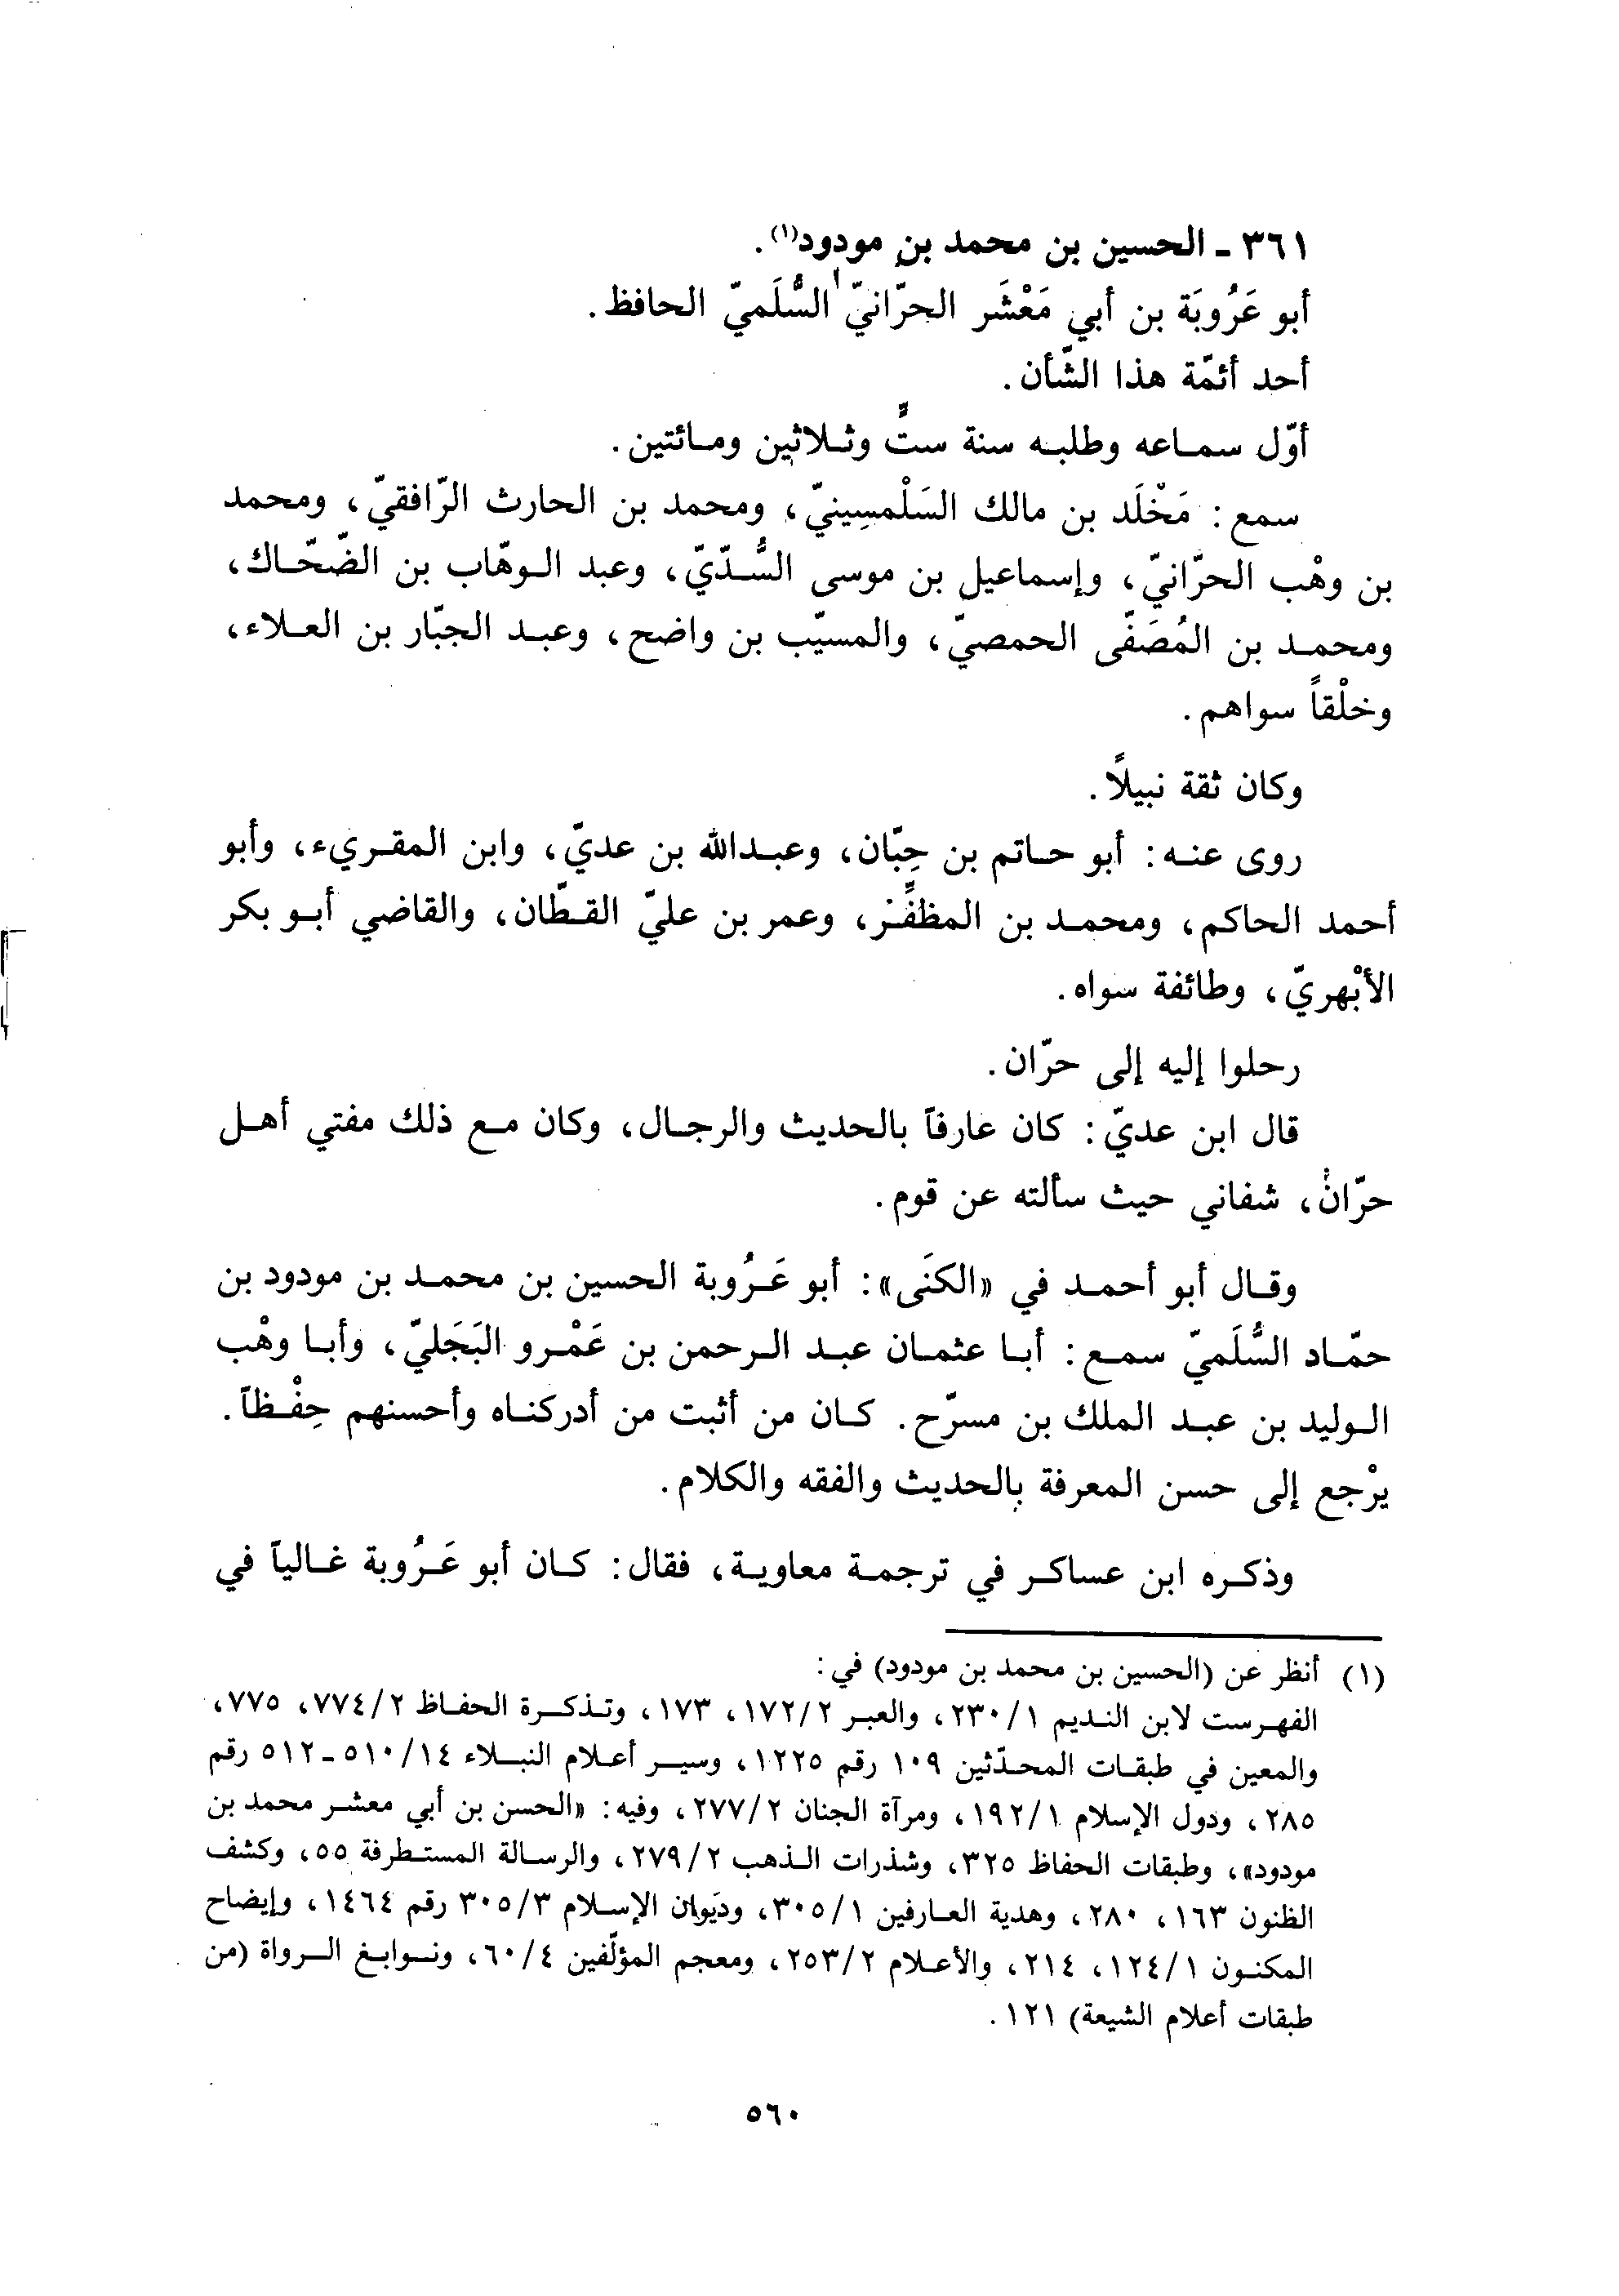 ٣٦١ ـ الحسين بن محمد بن مودود(١).
أبو عَرُوبَة بن أبي مَعْشَر الحرّانيّ السُّلَميّ الحافظ.
أحد أئمّة هذا الشّأن.
أوّل سماعه وطلبه سنة ستٍّ وثلاثين ومائتين.
سمع: مَخْلَد بن مالك السَلْمسِينيّ، ومحمد بن الحارث الرّافقيّ، ومحمد
بن وهْب الحرّانيّ، وإسماعيل بن موسى السُّدّيّ، وعبد الوهّاب بن الضّحّاك،
ومحمد بن المُصَفّى الحمصيّ، والمسيّب بن واضح، وعبد الجبّار بن العلاء،
وخلْقاً سواهم.
وكان ثقة نبيلًا.
روى عنه: أبو حاتم بن حِبّان، وعبدالله بن عديّ، وابن المقريء، وأبو
أحمد الحاكم، ومحمد بن المظفَّر، وعمر بن عليّ القطّان، والقاضي أبو بكر
الأبْهريّ، وطائفة سواه.
رحلوا إليه إلى حرّان.
قال ابن عديّ: كان عارفاً بالحديث والرجال، وكان مع ذلك مفتي أهل
حرّان، شفاني حيث سألته عن قوم.
وقال أبو أحمد في «الكنَى»: أبو عَرُوبة الحسين بن محمد بن مودود بن
حمّاد السُّلَميّ سمع: أبا عثمان عبد الرحمن بن عَمْرو البَجَليّ، وأبا وهْب
الوليد بن عبد الملك بن مسرّح. كان من أثبت من أدركناه وأحسنهم حِفْظاً.
يرْجع إلى حسن المعرفة بالحديث والفقه والكلام.
وذكره ابن عساكر في ترجمة معاوية، فقال: كان أبو عَرُوبة غالياً في
(١) أنظر عن (الحسين بن محمد بن مودود) في:
الفهرست لابن النديم ٢٣٠/١، والعبر ١٧٢/٢، ١٧٣، وتذكرة الحفاظ ٧٧٤/٢، ٧٧٥،
والمعين في طبقات المحدّثين ١٠٩ رقم ١٢٢٥، وسير أعلام النبلاء ٥١٠/١٤ ـ ٥١٢ رقم
٢٨٥، ودول الإسلام ١٩٢/١، ومرآة الجنان ٢٧٧/٢، وفيه: «الحسن بن أبي معشر محمد بن
مودود»، وطبقات الحفاظ ٣٢٥، وشذرات الذهب ٢٧٩/٢، والرسالة المستطرفة ٥٥، وكشف
الظنون ١٦٣، ٢٨٠، وهدية العارفين ٣٠٥/١، وديوان الإسلام ٣٠٥/٣ رقم ١٤٦٤، وإيضاح
المكنون ١٢٤/١، ٢١٤، والأعلام ٢٥٣/٢، ومعجم المؤلّفين ٦٠/٤، ونوابغ الرواة (من
طبقات أعلام الشيعة) ١٢١.
٥٦٠